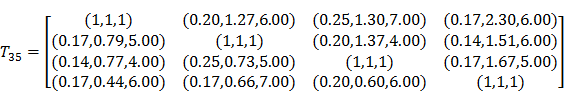 (1,1,1) (0.20,1.27,6.00) (0.25,1.30,7.00) (0.17,2.30,6.00)
T₃₅ = (0.17,0.79,5.00) (1,1,1) (0.20,1.37,4.00) (0.14,1.51,6.00)
(0.14,0.77,4.00) (0.25,0.73,5.00) (1,1,1) (0.17,1.67,5.00)
(0.17,0.44,6.00) (0.17,0.66,7.00) (0.20,0.60,6.00) (1,1,1)